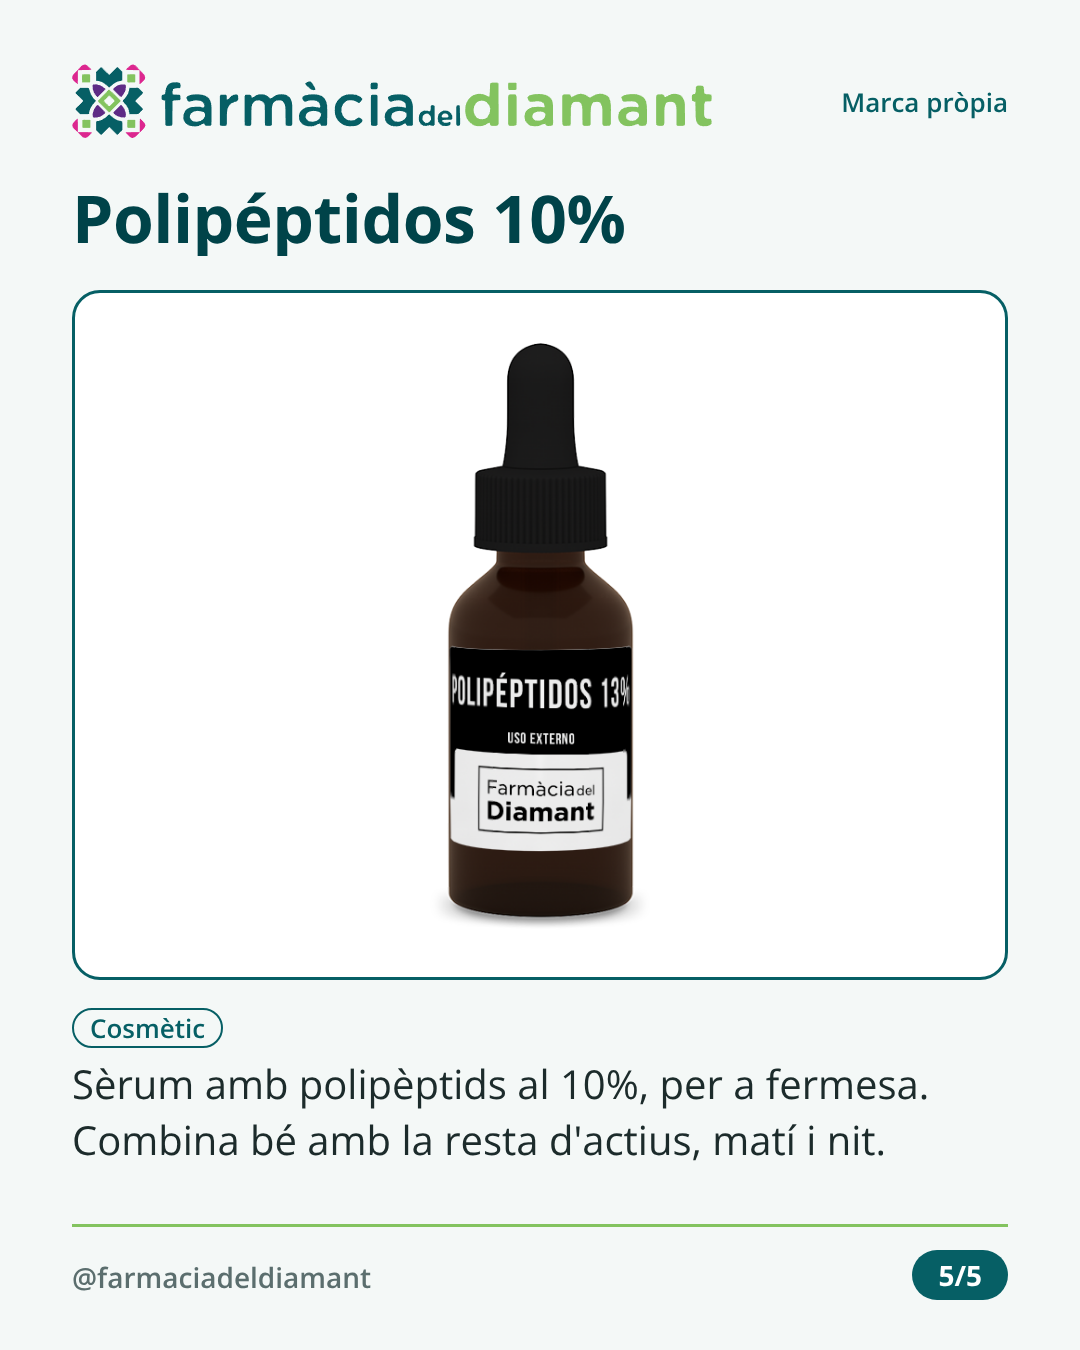 farmàciadeldiamant
Marca pròpia
Polipéptidos 10%
POLIPÉPTIDOS 13%
USO EXTERNO
Farmàciadel
Diamant
Cosmètic
Sèrum amb polipèptids al 10%, per a fermesa.
Combina bé amb la resta d'actius, matí i nit.
@farmaciadeldiamant
5/5